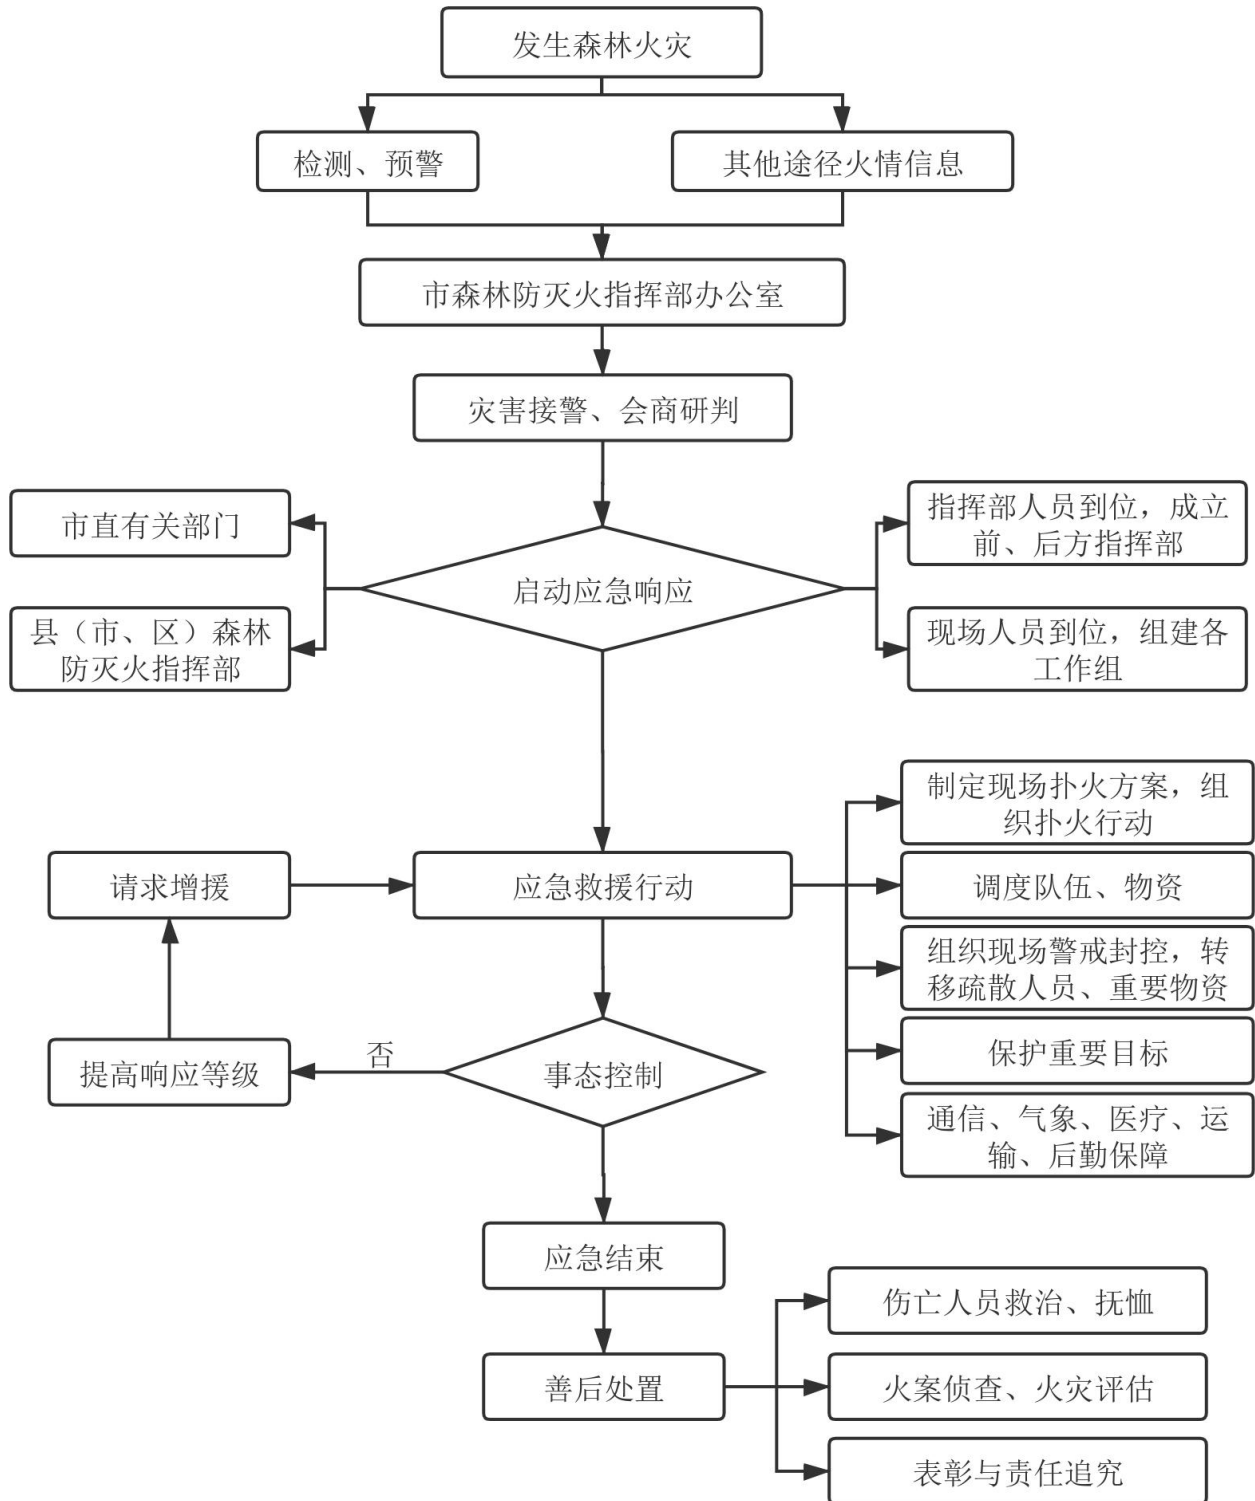 发生森林火灾
检测、预警
其他途径火情信息
市森林防灭火指挥部办公室
灾害接警、会商研判
市直有关部门
县（市、区）森林
防灭火指挥部
启动应急响应
指挥部人员到位，成立
前、后方指挥部
现场人员到位，组建各
工作组
请求增援
应急救援行动
制定现场扑火方案，组
织扑火行动
调度队伍、物资
组织现场警戒封控，转
移疏散人员、重要物资
保护重要目标
通信、气象、医疗、运
输、后勤保障
提高响应等级
否
事态控制
应急结束
善后处置
伤亡人员救治、抚恤
火案侦查、火灾评估
表彰与责任追究